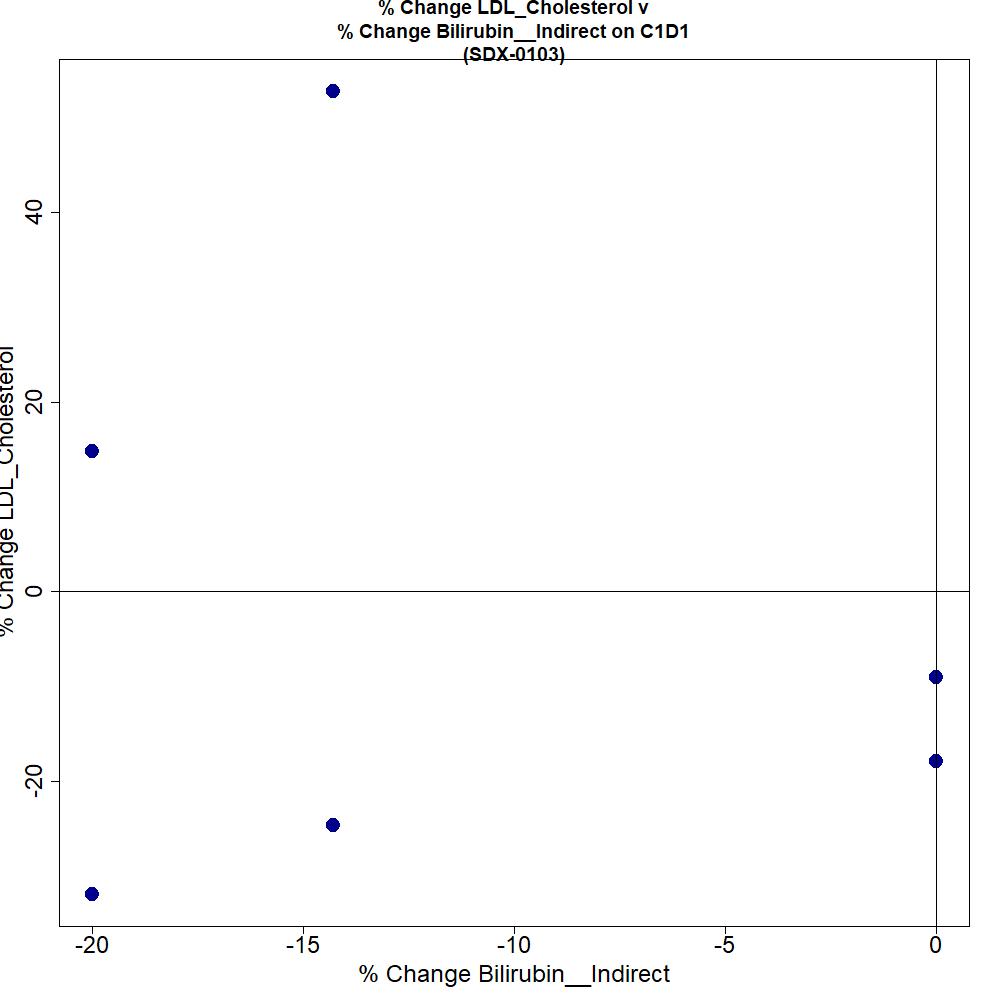 % Change LDL_Cholesterol v
% Change Bilirubin__Indirect on C1D1
(SDX-0103)
% Change LDL_Cholesterol
40
20
0
-20
-20
-15
-10
-5
0
% Change Bilirubin__Indirect